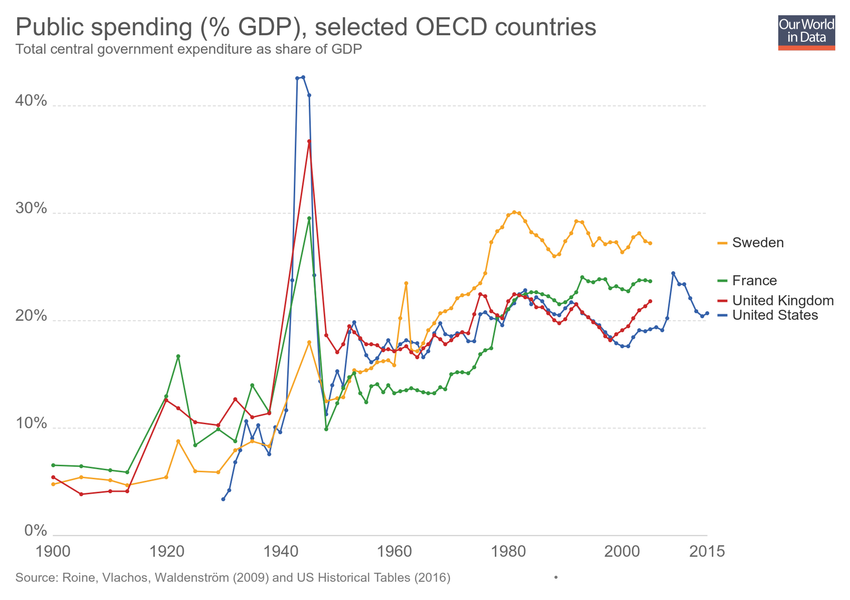 Public spending (% GDP), selected OECD countries
Total central government expenditure as share of GDP
Our World
in Data
40%
30%
20%
10%
0%
Sweden
France
United Kingdom
United States
1900 1920 1940 1960 1980 2000 2015
Source: Roine, Vlachos, Waldenström (2009) and US Historical Tables (2016)